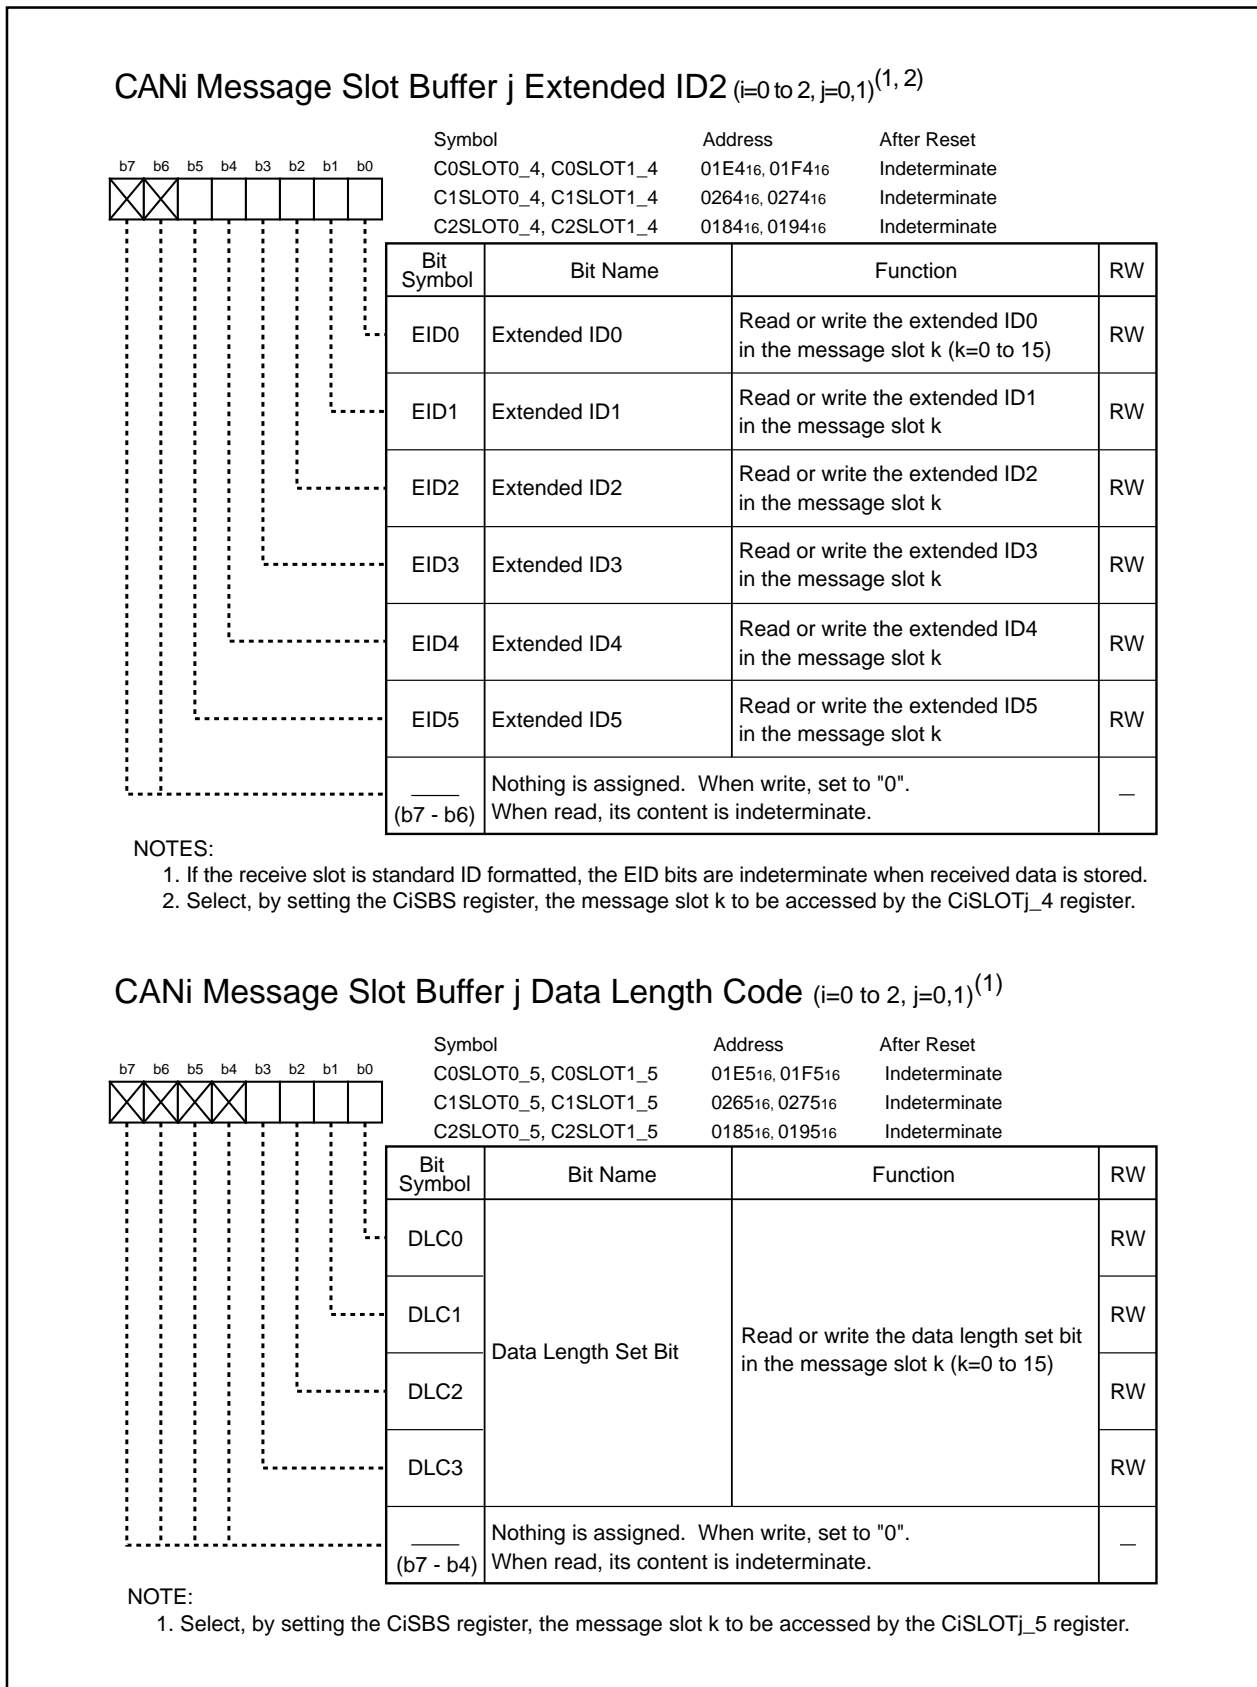 CANi Message Slot Buffer j Extended ID2 (i=0 to 2, j=0,1)(1, 2)
Symbol Address After Reset
b7 b6 b5 b4 b3 b2 b1 b0
C0SLOT0_4, C0SLOT1_4 01E416, 01F416 Indeterminate
C1SLOT0_4, C1SLOT1_4 026416, 027416 Indeterminate
C2SLOT0_4, C2SLOT1_4 018416, 019416 Indeterminate
Bit Symbol Bit Name Function RW
EID0 Extended ID0 Read or write the extended ID0
in the message slot k (k=0 to 15) RW
EID1 Extended ID1 Read or write the extended ID1
in the message slot k RW
EID2 Extended ID2 Read or write the extended ID2
in the message slot k RW
EID3 Extended ID3 Read or write the extended ID3
in the message slot k RW
EID4 Extended ID4 Read or write the extended ID4
in the message slot k RW
EID5 Extended ID5 Read or write the extended ID5
in the message slot k RW
Nothing is assigned. When write, set to "0".
(b7 - b6) When read, its content is indeterminate. —
NOTES:
1. If the receive slot is standard ID formatted, the EID bits are indeterminate when received data is stored.
2. Select, by setting the CiSBS register, the message slot k to be accessed by the CiSLOTj_4 register.
CANi Message Slot Buffer j Data Length Code (i=0 to 2, j=0,1)(1)
Symbol Address After Reset
b7 b6 b5 b4 b3 b2 b1 b0
C0SLOT0_5, C0SLOT1_5 01E516, 01F516 Indeterminate
C1SLOT0_5, C1SLOT1_5 026516, 027516 Indeterminate
C2SLOT0_5, C2SLOT1_5 018516, 019516 Indeterminate
Bit Symbol Bit Name Function RW
DLC0 RW
DLC1 RW
Data Length Set Bit Read or write the data length set bit
in the message slot k (k=0 to 15)
DLC2 RW
DLC3 RW
Nothing is assigned. When write, set to "0".
(b7 - b4) When read, its content is indeterminate. —
NOTE:
1. Select, by setting the CiSBS register, the message slot k to be accessed by the CiSLOTj_5 register.